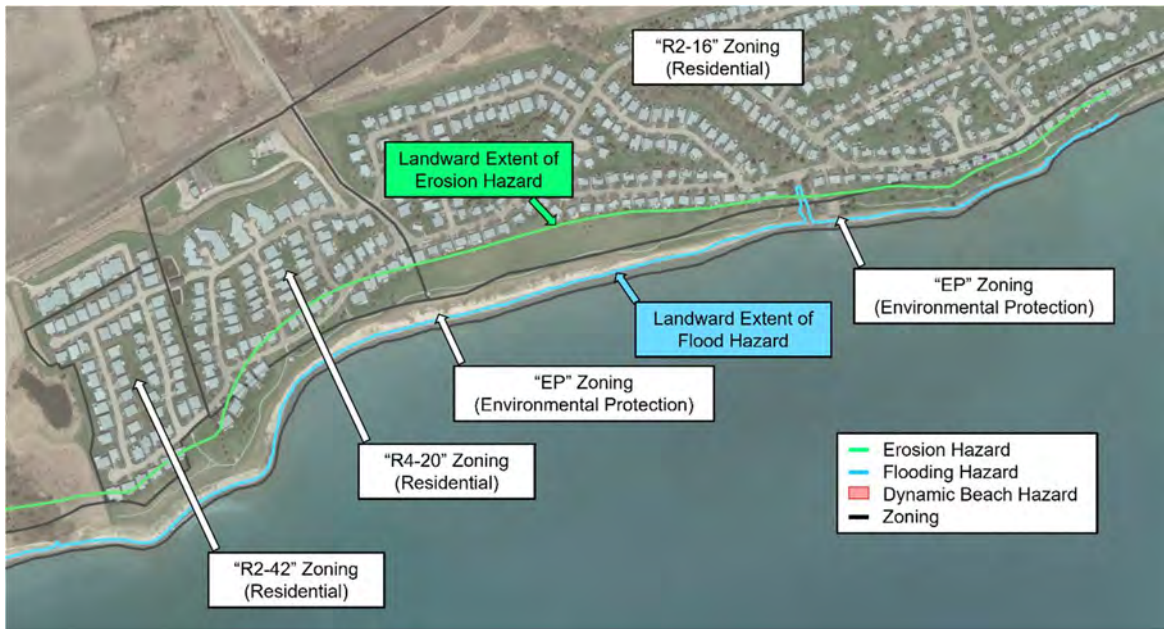 “R2-16” Zoning
(Residential)
Landward Extent of
Erosion Hazard
“EP” Zoning
(Environmental Protection)
Landward Extent of
Flood Hazard
“EP” Zoning
(Environmental Protection)
“R4-20” Zoning
(Residential)
“R2-42” Zoning
(Residential)
Erosion Hazard
Flooding Hazard
Dynamic Beach Hazard
Zoning